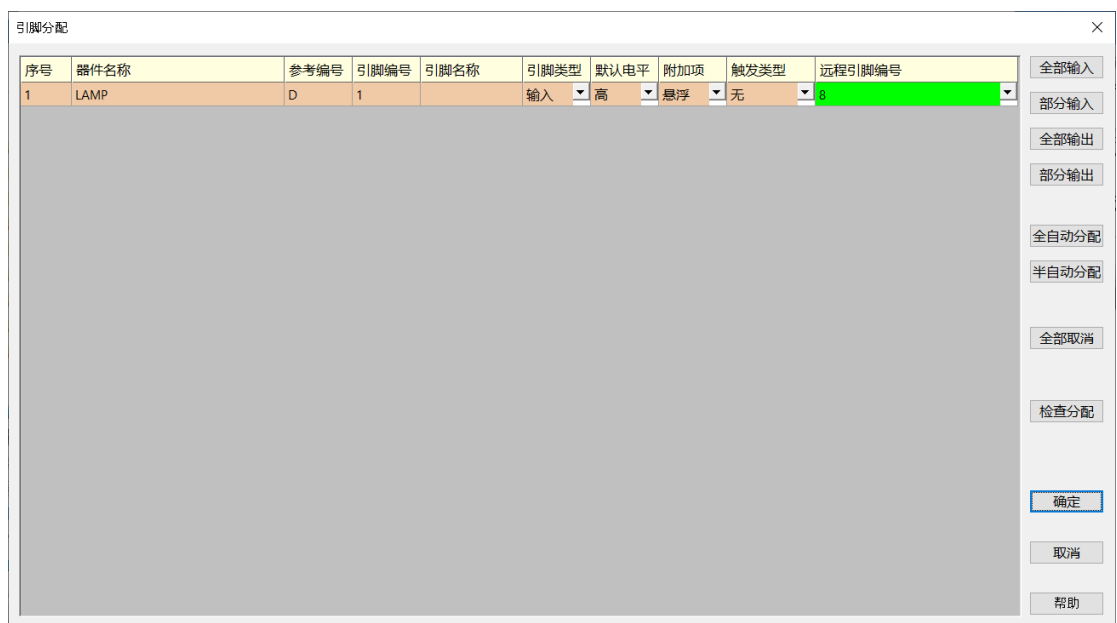 引脚分配
序号 器件名称 参考编号 引脚编号 引脚名称 引脚类型 默认电平 附加项 触发类型 远程引脚编号
1 LAMP D 1 输入 高 悬浮 无 8
全部输入
部分输入
全部输出
部分输出
全自动分配
半自动分配
全部取消
检查分配
确定
取消
帮助